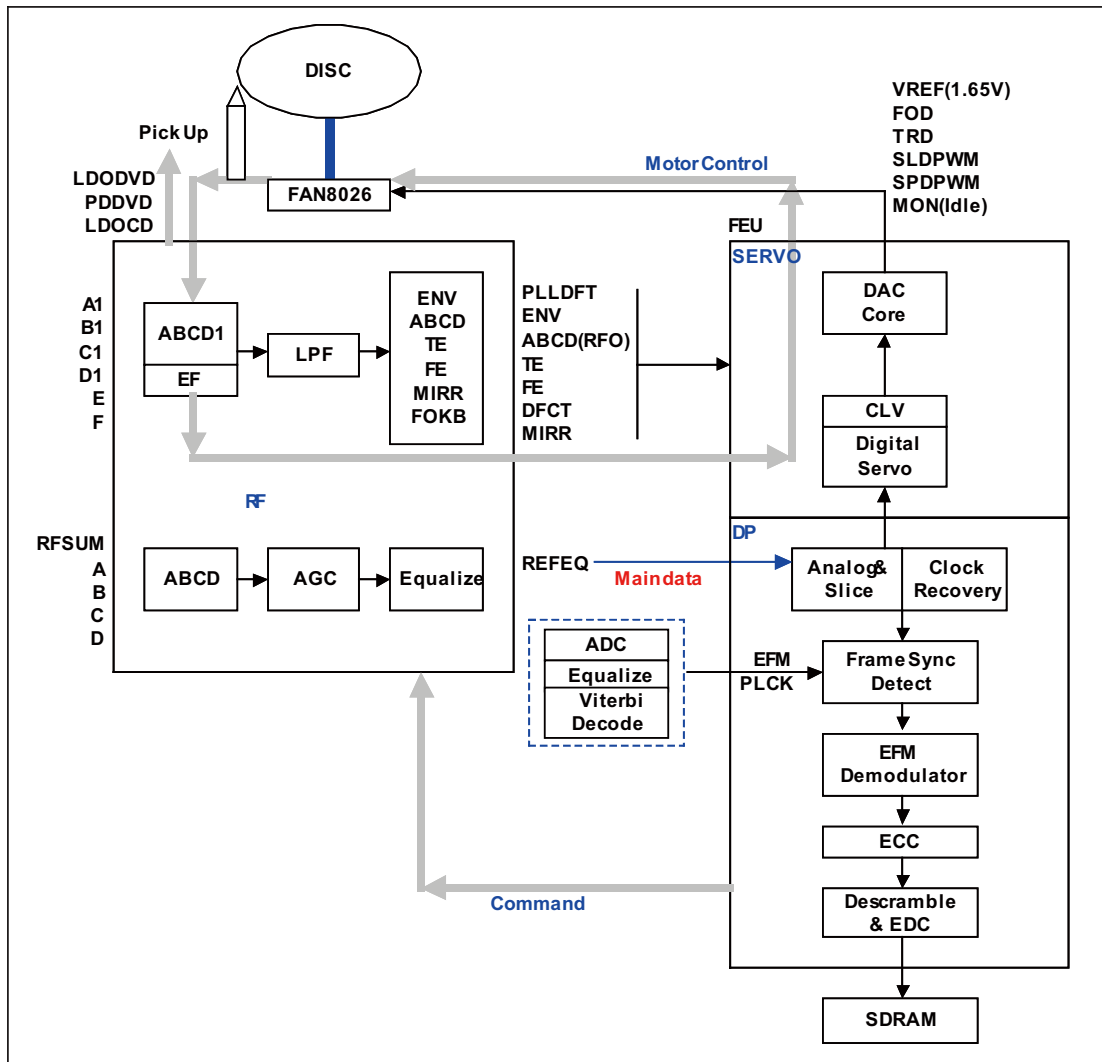 DISC
Pick Up
LDODVD
PDDVD
LDOCD
FAN8026
Motor Control
VREF(1.65V)
FOD
TRD
SLDPWM
SPDPWM
MON(Idle)
FEU
SERVO
A1
B1
C1
D1
E
F
ABCD1
EF
LPF
ENV
ABCD
TE
FE
MIRR
FOKB
PLLDFT
ENV
ABCD(RFO)
TE
FE
DFCT
MIRR
DAC
Core
CLV
Digital
Servo
RF
RFSUM
A
B
C
D
ABCD
AGC
Equalize
REFEQ
Main data
DP
Analog &
Slice
Clock
Recovery
ADC
Equalize
Viterbi
Decode
EFM
PLCK
Frame Sync
Detect
EFM
Demodulator
ECC
Descramble
& EDC
Command
SDRAM